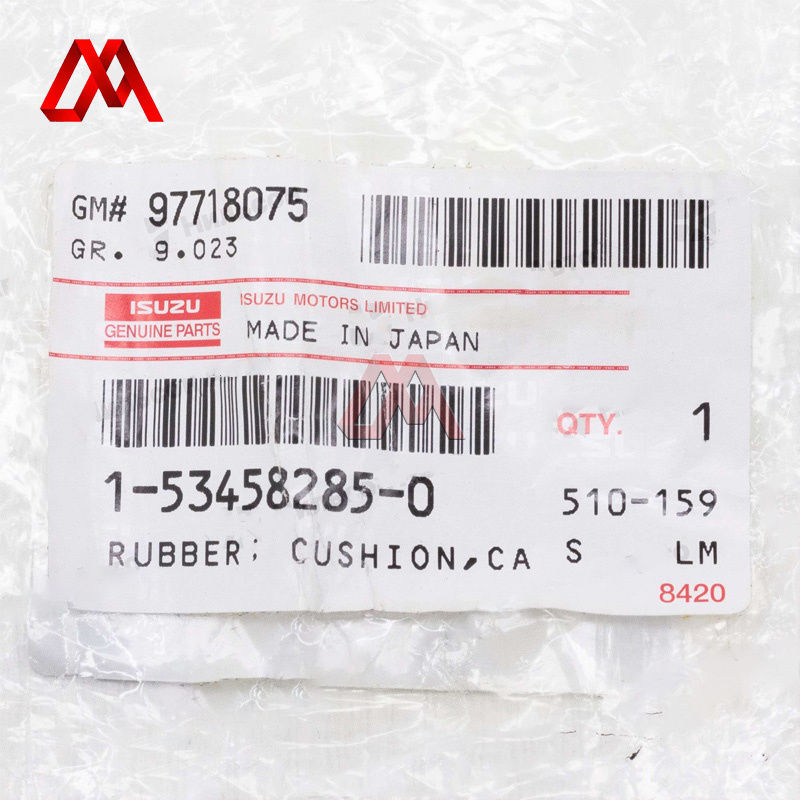 GM# 97718075
GR. 9.023
ISUZU
GENUINE PARTS
ISUZU MOTORS LIMITED
MADE IN JAPAN
QTY. 1
1-53458285-0
510-159
RUBBER; CUSHION,CA S LM
8420